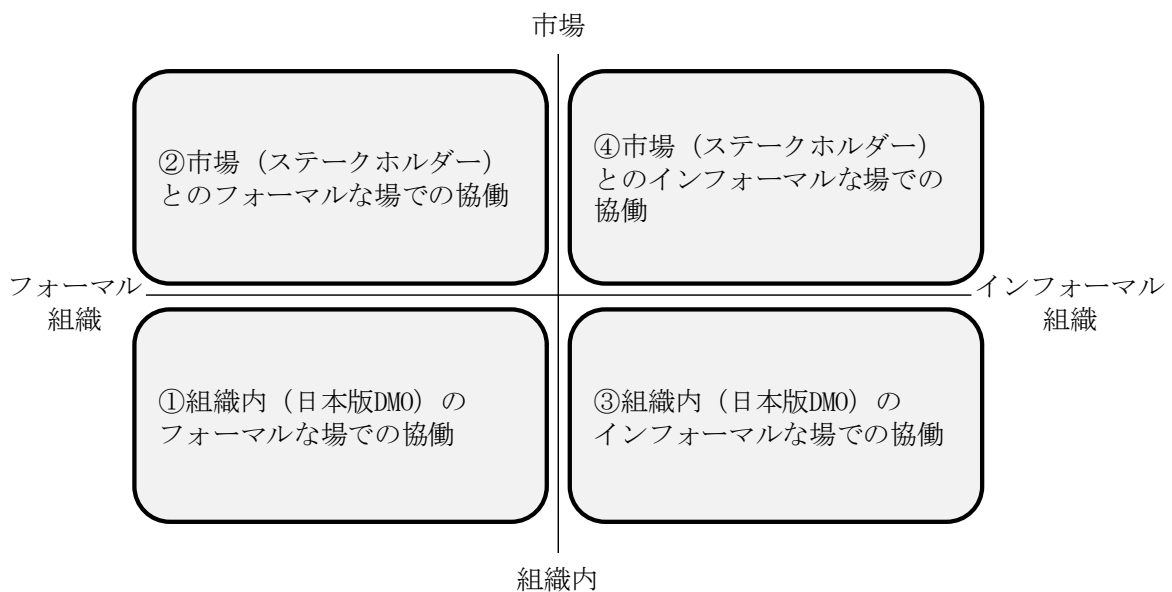 市場
②市場（ステークホルダー）
とのフォーマルな場での協働
④市場（ステークホルダー）
とのインフォーマルな場での
協働
フォーマル
組織
インフォーマル
組織
①組織内（日本版DMO）の
フォーマルな場での協働
③組織内（日本版DMO）の
インフォーマルな場での協働
組織内